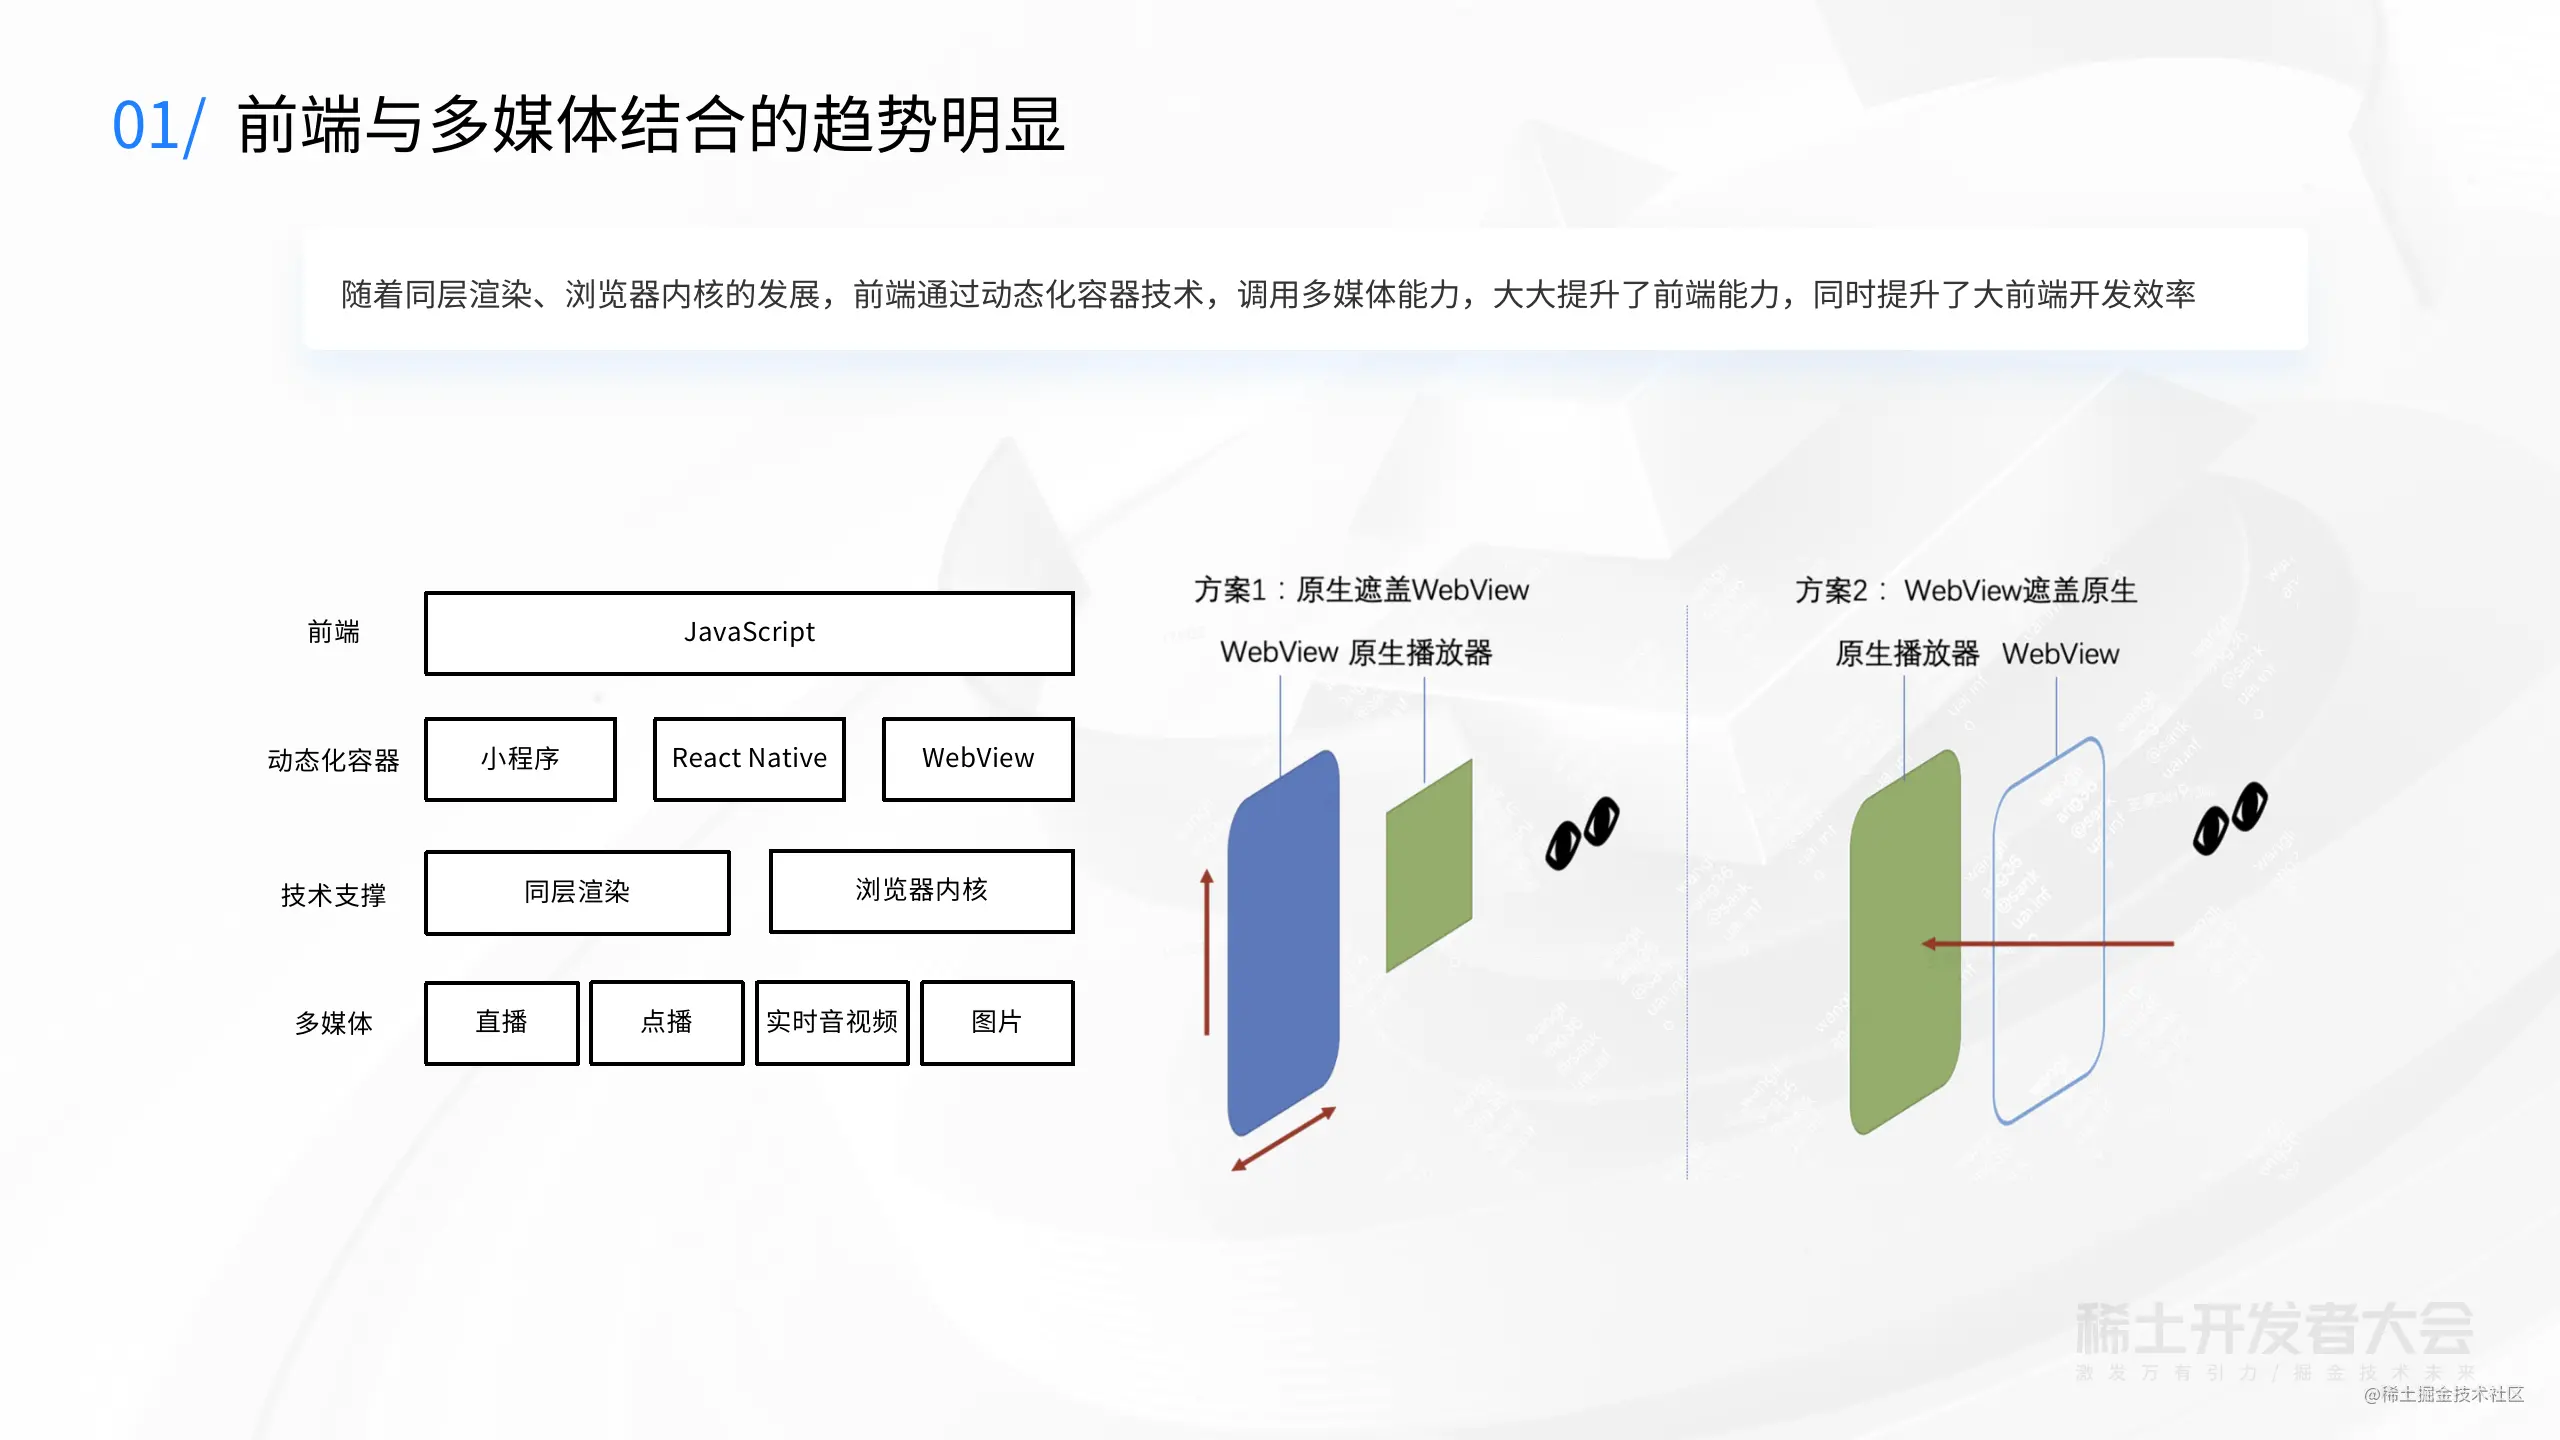 01/ 前端与多媒体结合的趋势明显
随着同层渲染、浏览器内核的发展，前端通过动态化容器技术，调用多媒体能力，大大提升了前端能力，同时提升了大前端开发效率
前端
JavaScript
动态化容器
小程序
React Native
WebView
技术支撑
同层渲染
浏览器内核
多媒体
直播
点播
实时音视频
图片
方案1：原生遮盖WebView
WebView 原生播放器
方案2： WebView遮盖原生
原生播放器 WebView
稀土开发者大会
激发万有引力/掘金技术未来
@稀土掘金技术社区